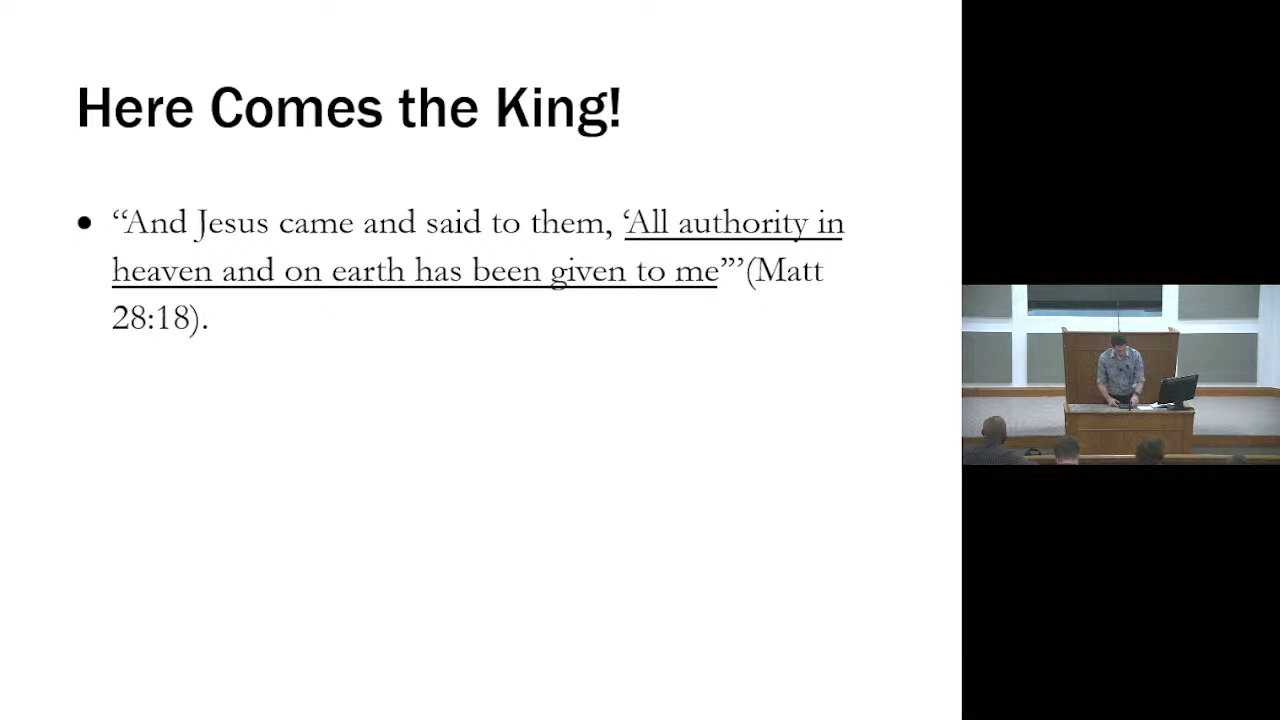 Here Comes the King!
• “And Jesus came and said to them, ‘All authority in
heaven and on earth has been given to me’”’(Matt
28:18).